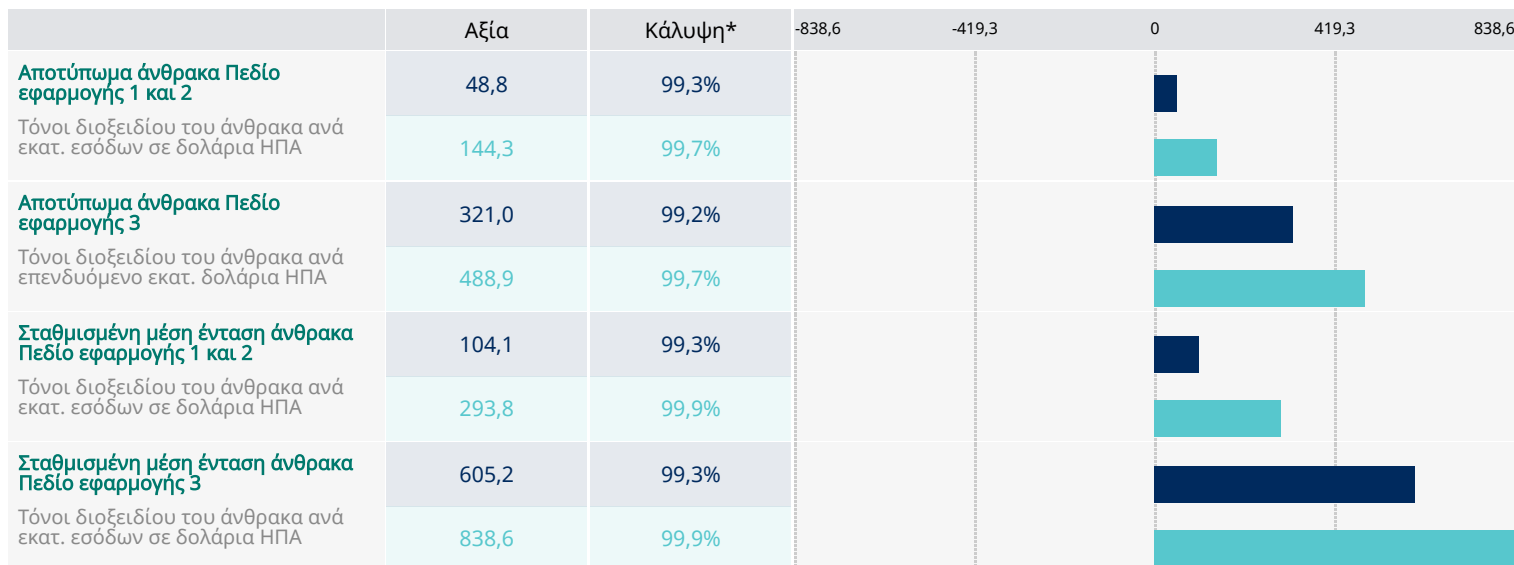 Αξία Κάλυψη* -838,6 -419,3 0 419,3 838,6
Αποτύπωμα άνθρακα Πεδίο
εφαρμογής 1 και 2
48,8 99,3%
Τόνοι διοξειδίου του άνθρακα ανά
εκατ. εσόδων σε δολάρια ΗΠΑ
144,3 99,7%
Αποτύπωμα άνθρακα Πεδίο
εφαρμογής 3
321,0 99,2%
Τόνοι διοξειδίου του άνθρακα ανά
επενδυόμενο εκατ. δολάρια ΗΠΑ
488,9 99,7%
Σταθμισμένη μέση ένταση άνθρακα
Πεδίο εφαρμογής 1 και 2
104,1 99,3%
Τόνοι διοξειδίου του άνθρακα ανά
εκατ. εσόδων σε δολάρια ΗΠΑ
293,8 99,9%
Σταθμισμένη μέση ένταση άνθρακα
Πεδίο εφαρμογής 3
605,2 99,3%
Τόνοι διοξειδίου του άνθρακα ανά
εκατ. εσόδων σε δολάρια ΗΠΑ
838,6 99,9%